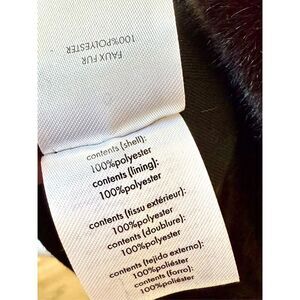 FAUX FUR
100%POLYESTER
contents (shell):
100%polyester
contents (lining):
100%polyester
contents (tissu extérieur):
100%polyester
contents (doublure):
100%polyester
contents (tejido externo):
100%poliéster
contents (forro):
100%poliéster